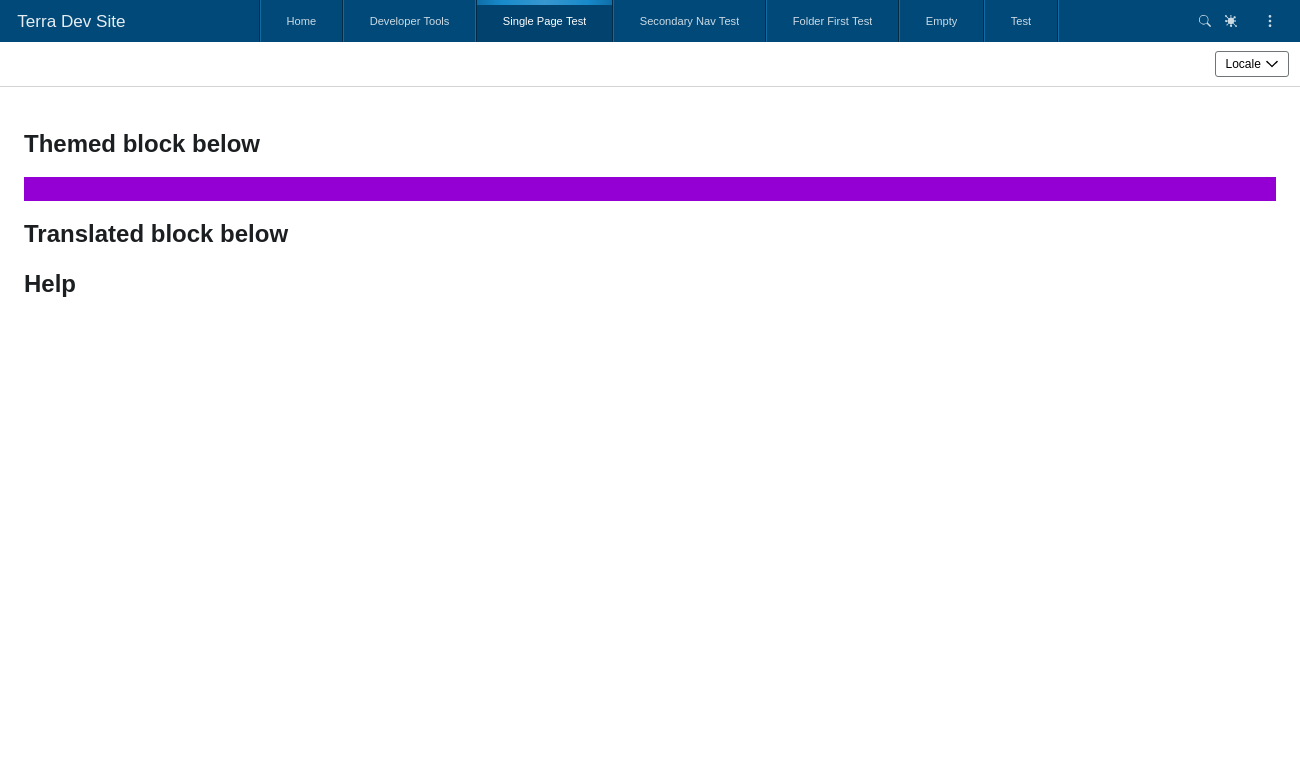 Terra Dev Site Home Developer Tools Single Page Test Secondary Nav Test Folder First Test Empty Test
Locale
Themed block below
Translated block below
Help